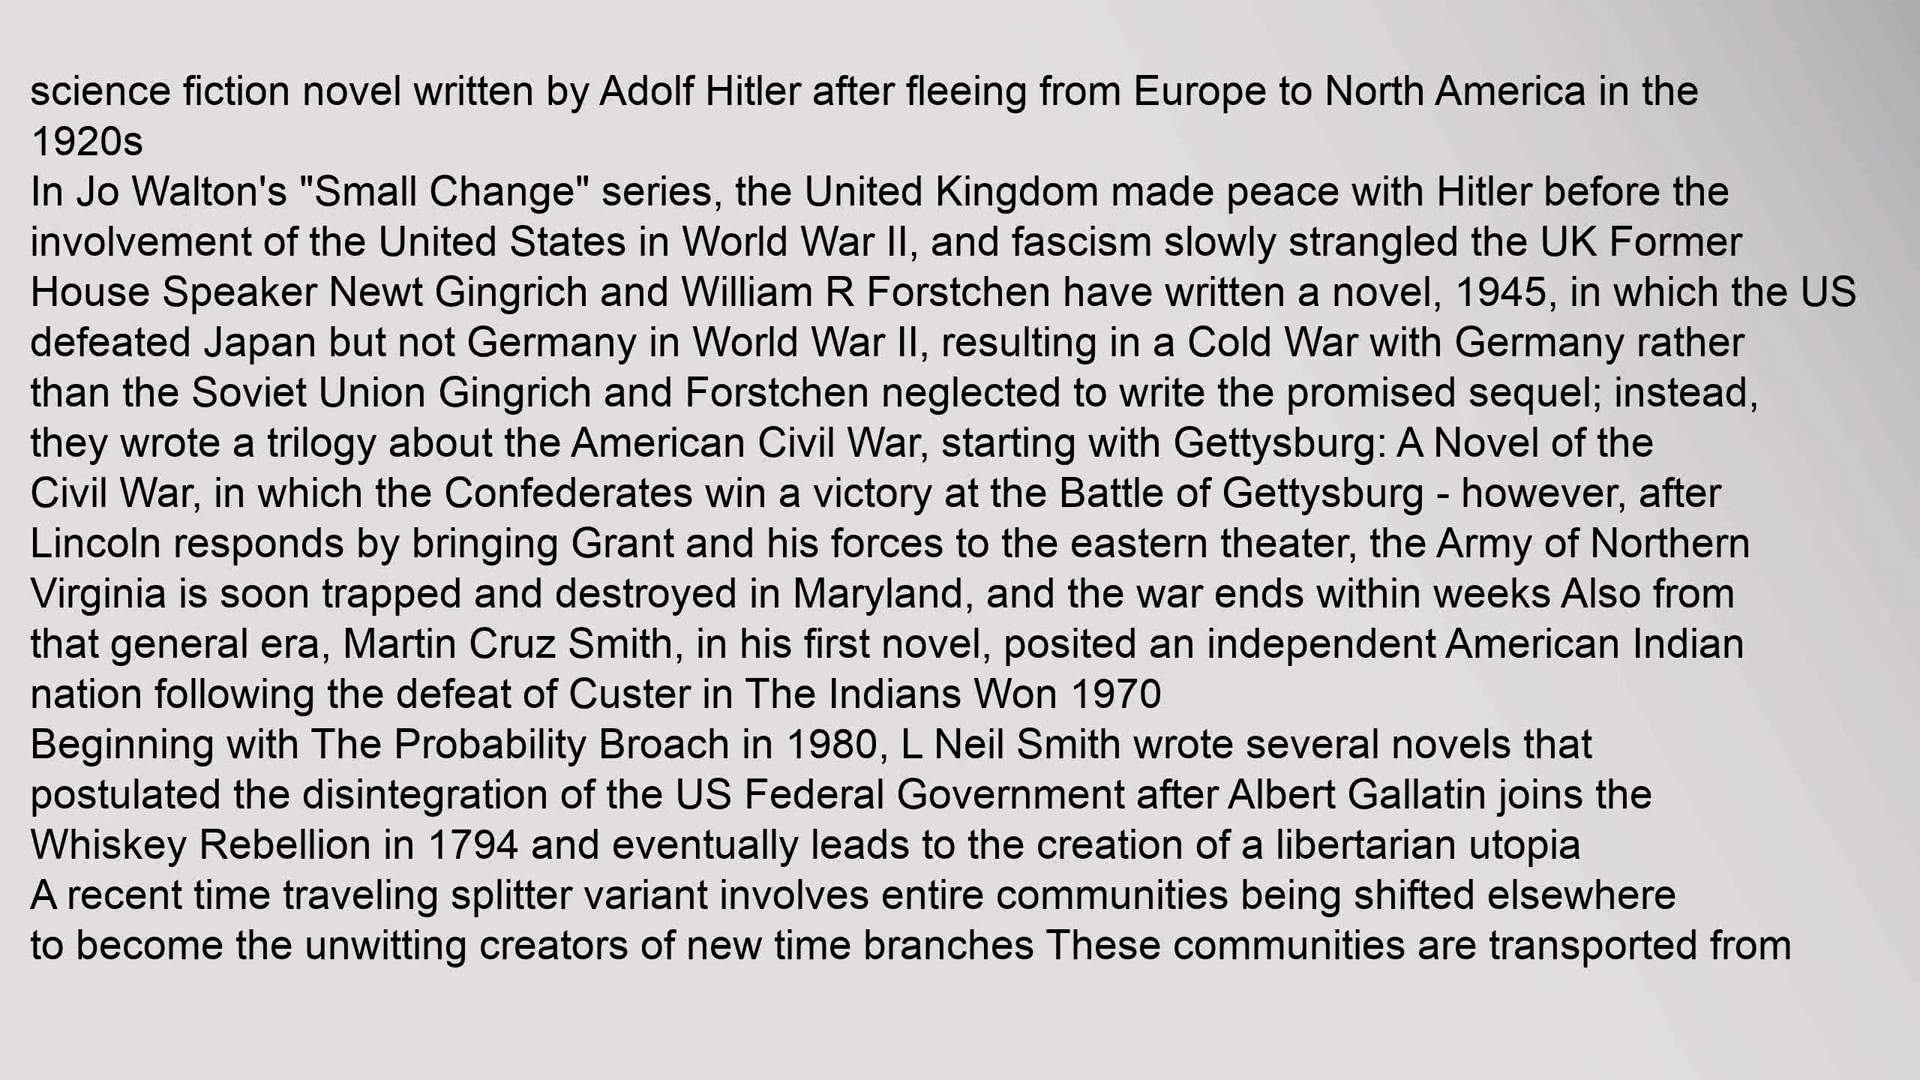 science fiction novel written by Adolf Hitler after fleeing from Europe to North America in the
1920s
In Jo Walton's "Small Change" series, the United Kingdom made peace with Hitler before the
involvement of the United States in World War II, and fascism slowly strangled the UK Former
House Speaker Newt Gingrich and William R Forstchen have written a novel, 1945, in which the US
defeated Japan but not Germany in World War II, resulting in a Cold War with Germany rather
than the Soviet Union Gingrich and Forstchen neglected to write the promised sequel; instead,
they wrote a trilogy about the American Civil War, starting with Gettysburg: A Novel of the
Civil War, in which the Confederates win a victory at the Battle of Gettysburg - however, after
Lincoln responds by bringing Grant and his forces to the eastern theater, the Army of Northern
Virginia is soon trapped and destroyed in Maryland, and the war ends within weeks Also from
that general era, Martin Cruz Smith, in his first novel, posited an independent American Indian
nation following the defeat of Custer in The Indians Won 1970
Beginning with The Probability Broach in 1980, L Neil Smith wrote several novels that
postulated the disintegration of the US Federal Government after Albert Gallatin joins the
Whiskey Rebellion in 1794 and eventually leads to the creation of a libertarian utopia
A recent time traveling splitter variant involves entire communities being shifted elsewhere
to become the unwitting creators of new time branches These communities are transported from